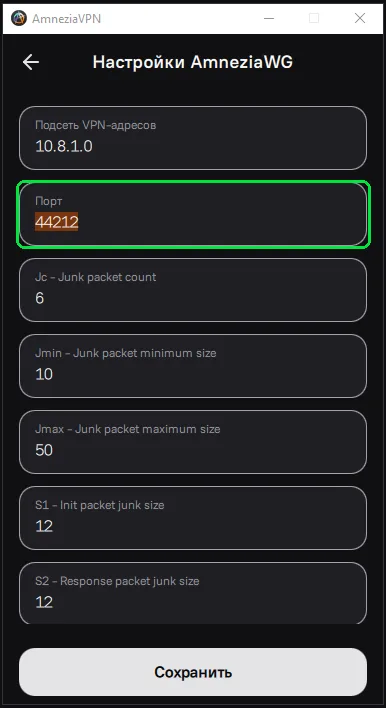 AmneziaVPN
Настройки AmneziaWG
Подсеть VPN-адресов
10.8.1.0
Порт
44212
Jc - Junk packet count
6
Jmin - Junk packet minimum size
10
Jmax - Junk packet maximum size
50
S1 - Init packet junk size
12
S2 - Response packet junk size
12
Сохранить